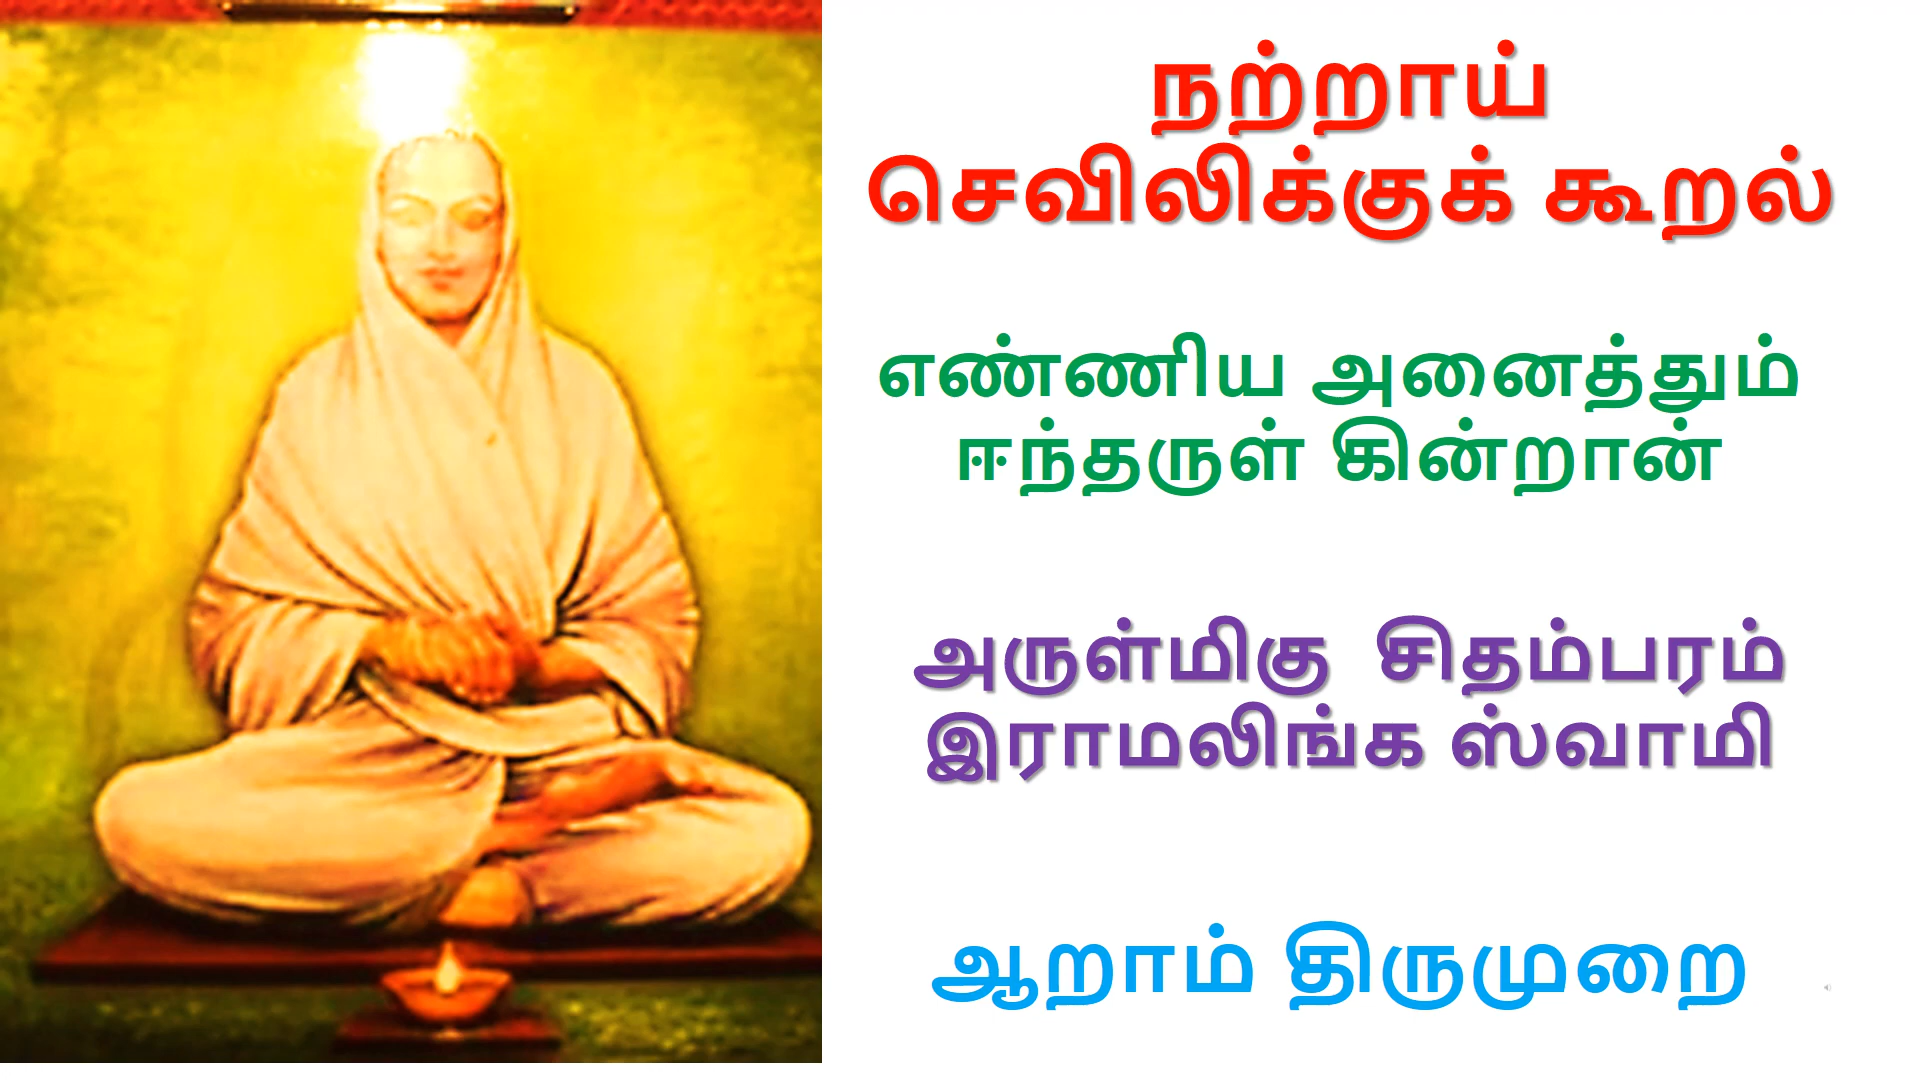 நற்றாய்
செவிலிக்குக் கூறல்
எண்ணிய அனைத்தும்
ஈந்தருள் கின்றான்
அருள்மிகு சிதம்பரம்
இராமலிங்க ஸ்வாமி
ஆறாம் திருமுறை